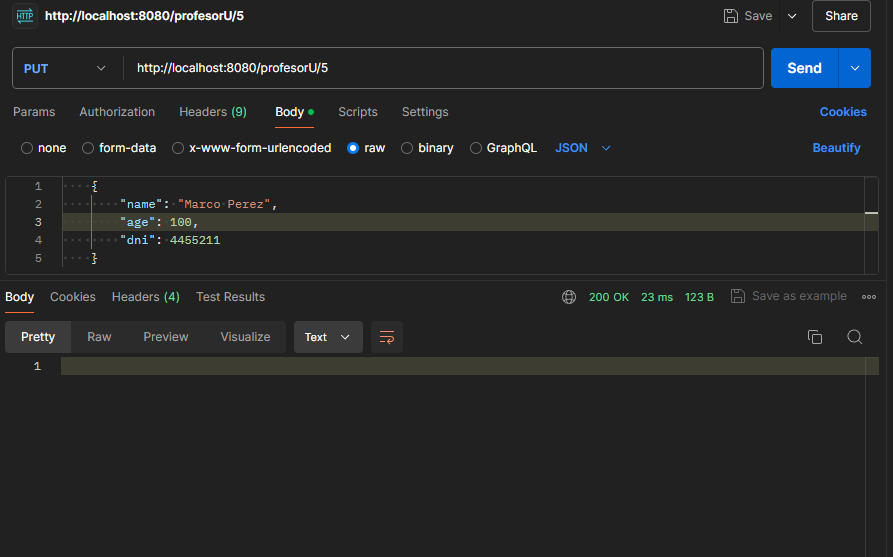 HTTP http://localhost:8080/profesorU/5 Save Share
PUT http://localhost:8080/profesorU/5 Send
Params Authorization Headers (9) Body Scripts Settings Cookies
none form-data x-www-form-urlencoded raw binary GraphQL JSON Beautify
1 {
2 "name": "Marco Perez",
3 "age": 100,
4 "dni": 4455211
5 }
Body Cookies Headers (4) Test Results 200 OK 23 ms 123 B Save as example
Pretty Raw Preview Visualize Text
1